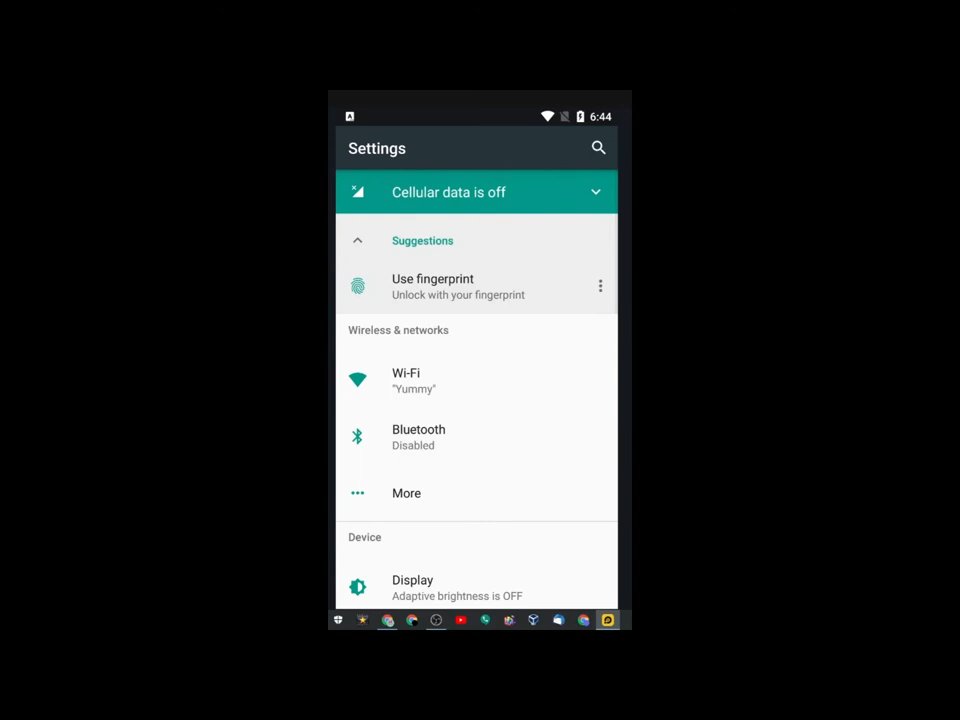 6:44
Settings
Cellular data is off
Suggestions
Use fingerprint
Unlock with your fingerprint
Wireless & networks
Wi-Fi
"Yummy"
Bluetooth
Disabled
More
Device
Display
Adaptive brightness is OFF